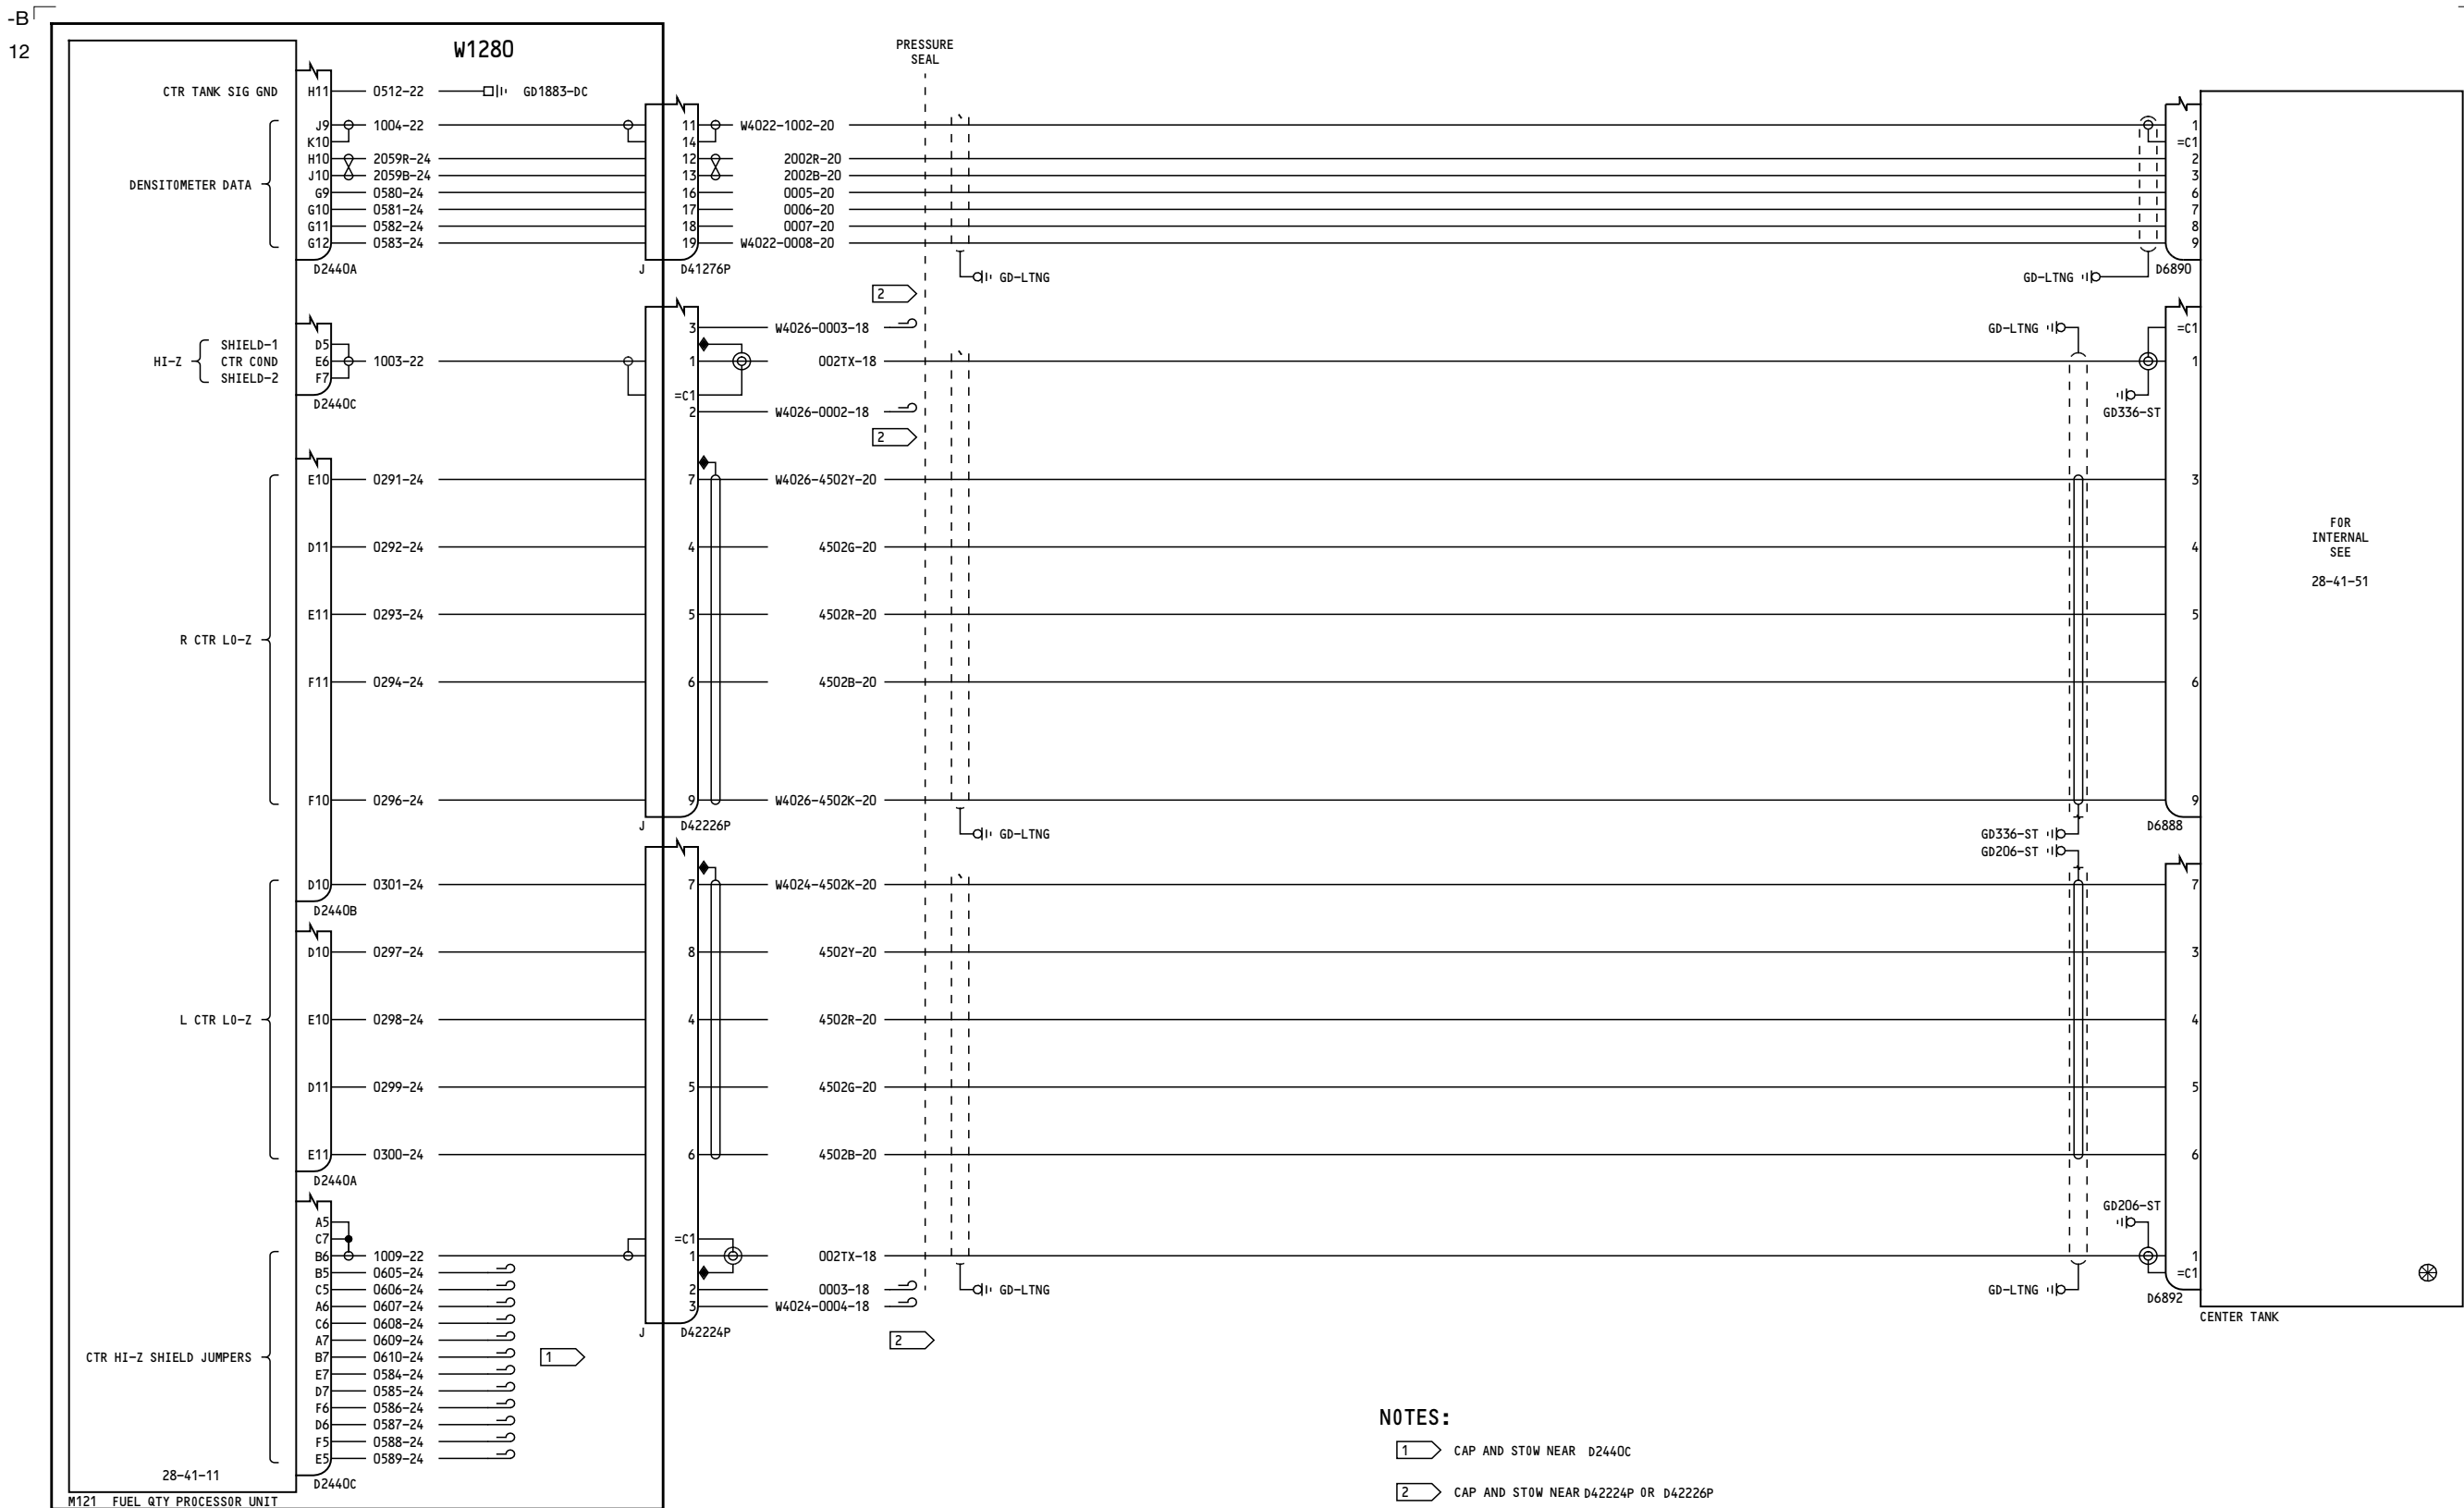 -B
12
W1280
PRESSURE
SEAL
CTR TANK SIG GND H11 0512-22 GD1883-DC
J9 1004-22 11 W4022-1002-20 1
K10 14 =C1
H10 2059R-24 12 2002R-20 2
J10 2059B-24 13 2002B-20 3
DENSITOMETER DATA
G9 0580-24 16 0005-20 6
G10 0581-24 17 0006-20 7
G11 0582-24 18 0007-20 8
G12 0583-24 19 W4022-0008-20 9
D2440A J D41276P D6890
GD-LTNG GD-LTNG
2
3 W4026-0003-18 GD-LTNG =C1
SHIELD-1 D5
HI-Z CTR COND E6 1003-22 1 002TX-18 1
SHIELD-2 F7
=C1
D2440C 2 W4026-0002-18 GD336-ST
2
E10 0291-24 7 W4026-4502Y-20 3
FOR
INTERNAL
SEE
28-41-51
D11 0292-24 4 4502G-20 4
E11 0293-24 5 4502R-20 5
R CTR LO-Z
F11 0294-24 6 4502B-20 6
F10 0296-24 9 W4026-4502K-20 9
J D42226P D6888
GD-LTNG GD336-ST
GD206-ST
D10 0301-24 7 W4024-4502K-20 7
D2440B
D10 0297-24 8 4502Y-20 3
L CTR LO-Z E10 0298-24 4 4502R-20 4
D11 0299-24 5 4502G-20 5
E11 0300-24 6 4502B-20 6
D2440A
GD206-ST
A5
C7 =C1
B6 1009-22 1 002TX-18 1
B5 0605-24 =C1
C5 0606-24 2 0003-18 GD-LTNG GD-LTNG
A6 0607-24 3 W4024-0004-18 D6892
C6 0608-24 CENTER TANK
A7 0609-24 J D42224P 2
CTR HI-Z SHIELD JUMPERS B7 0610-24 1
E7 0584-24
D7 0585-24
F6 0586-24
D6 0587-24
F5 0588-24
E5 0589-24
28-41-11 D2440C
M121 FUEL QTY PROCESSOR UNIT
NOTES:
1 CAP AND STOW NEAR D2440C
2 CAP AND STOW NEAR D42224P OR D42226P